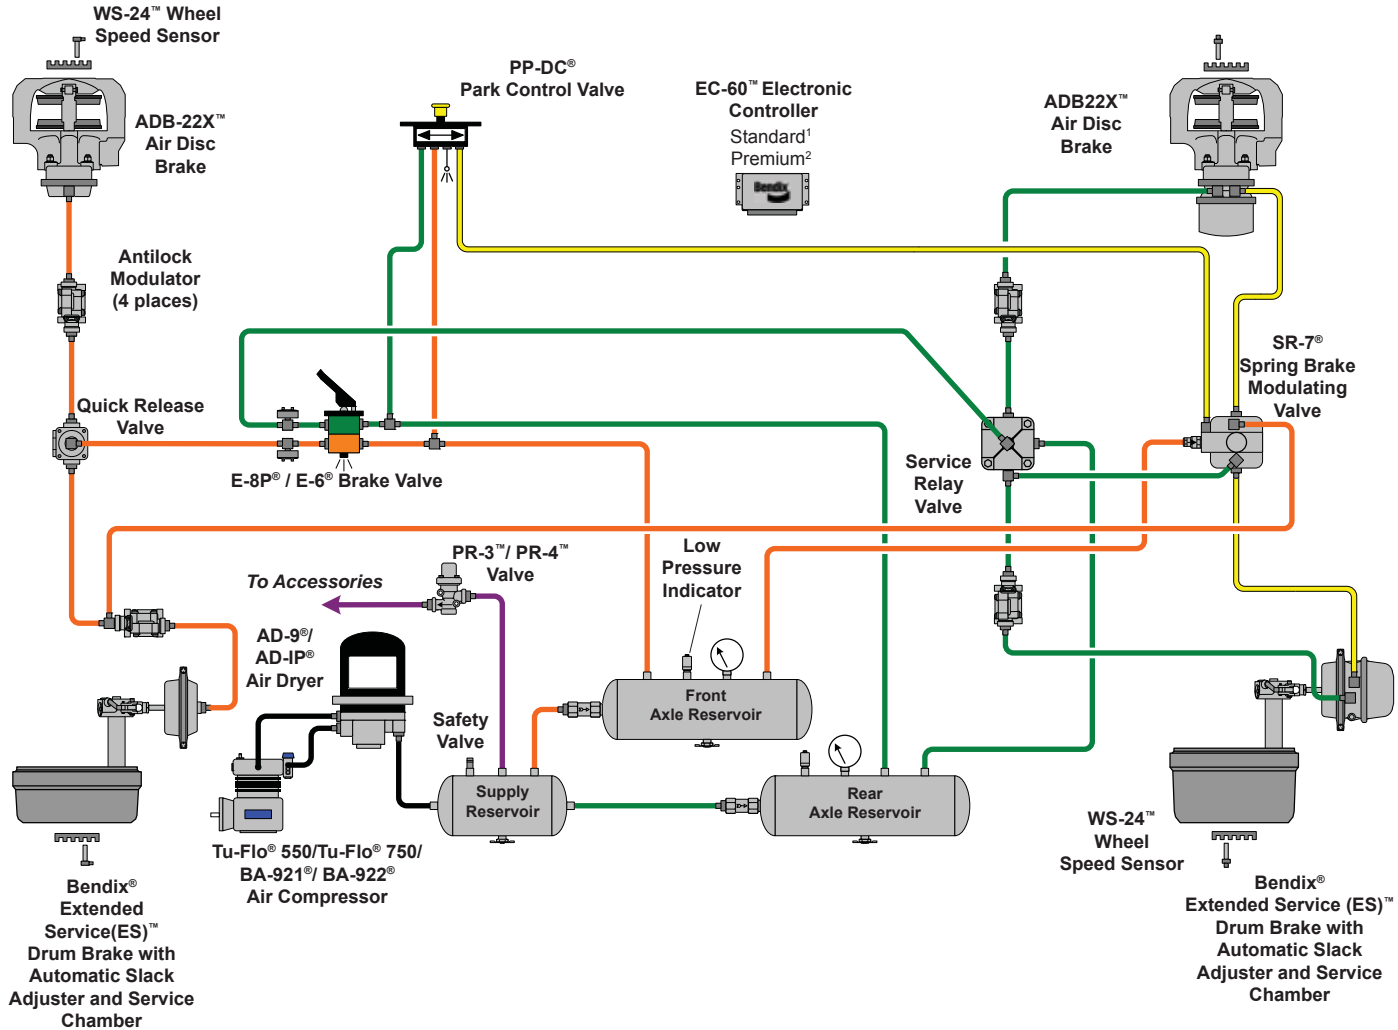 WS-24™ Wheel
Speed Sensor
ADB-22X™
Air Disc
Brake
PP-DC®
Park Control Valve
EC-60™ Electronic
Controller
Standard¹
Premium²
Bendix
ADB22X™
Air Disc
Brake
Antilock
Modulator
(4 places)
SR-7®
Spring Brake
Modulating
Valve
Quick Release
Valve
E-8P® / E-6® Brake Valve
Service
Relay
Valve
PR-3™/ PR-4™
Valve
Low
Pressure
Indicator
To Accessories
AD-9®/
AD-IP®
Air Dryer
Front
Axle Reservoir
Safety
Valve
Supply
Reservoir
Rear
Axle Reservoir
Tu-Flo® 550/Tu-Flo® 750/
BA-921®/ BA-922®
Air Compressor
WS-24™
Wheel
Speed Sensor
Bendix®
Extended
Service(ES)™
Drum Brake with
Automatic Slack
Adjuster and Service
Chamber
Bendix®
Extended Service (ES)™
Drum Brake with
Automatic Slack
Adjuster and Service
Chamber